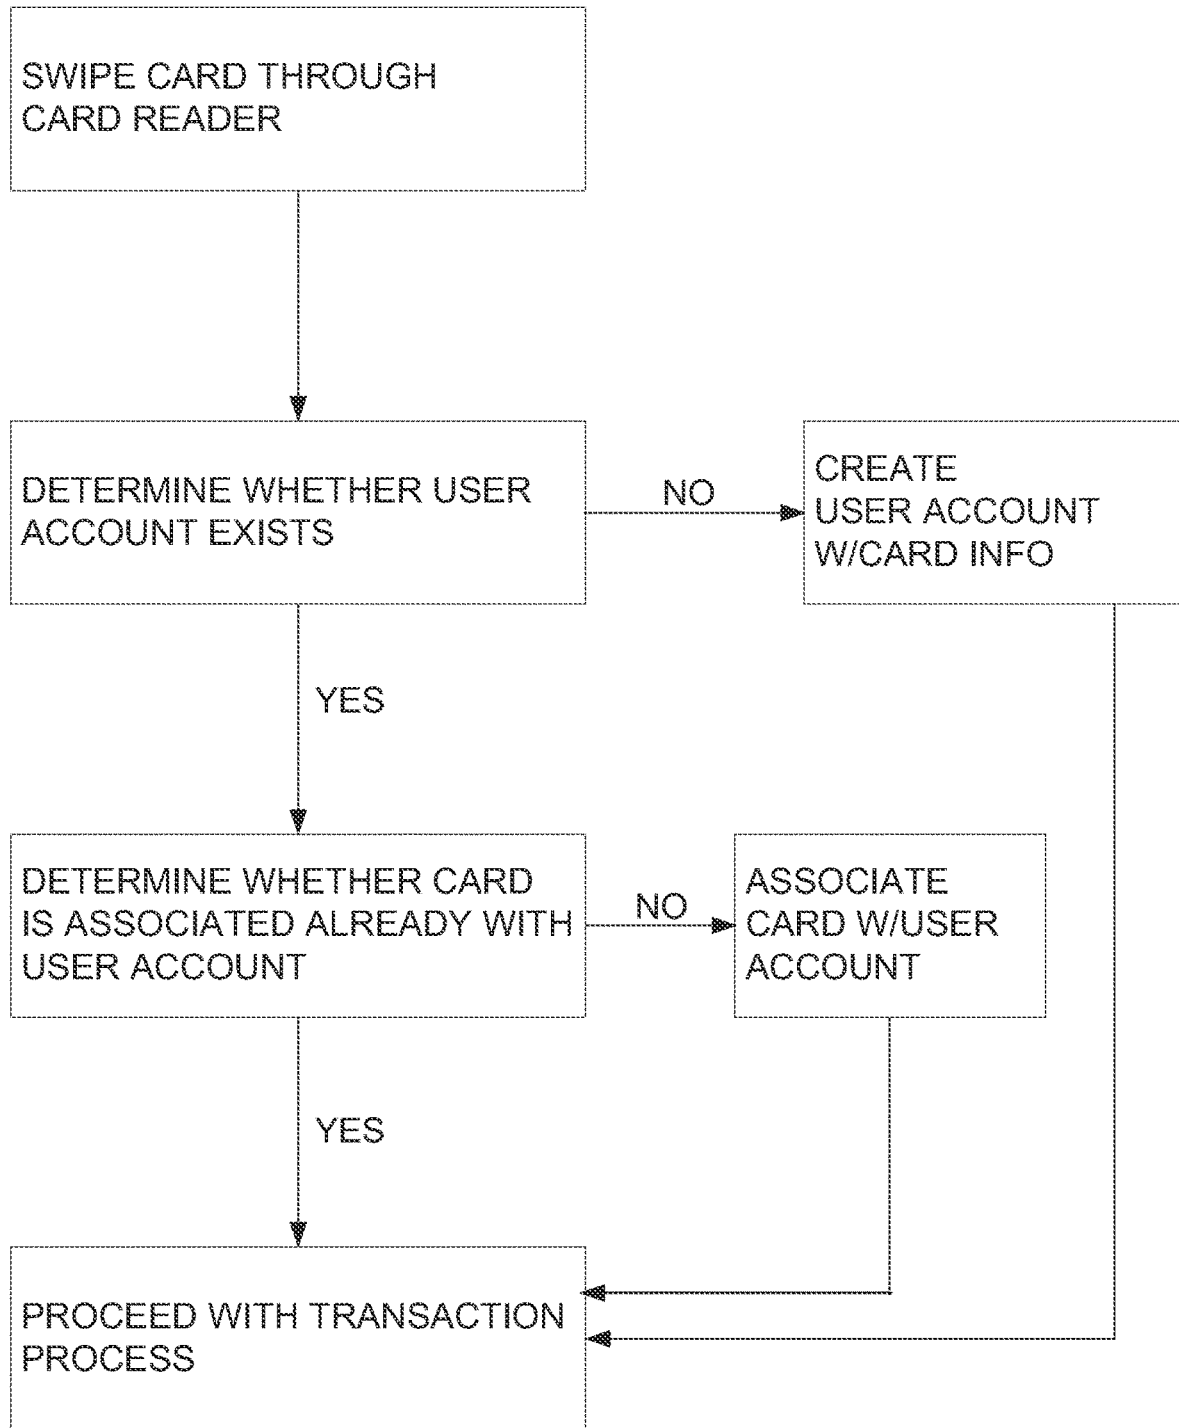 SWIPE CARD THROUGH
CARD READER
DETERMINE WHETHER USER
ACCOUNT EXISTS
NO
CREATE
USER ACCOUNT
W/CARD INFO
YES
DETERMINE WHETHER CARD
IS ASSOCIATED ALREADY WITH
USER ACCOUNT
NO
ASSOCIATE
CARD W/USER
ACCOUNT
YES
PROCEED WITH TRANSACTION
PROCESS